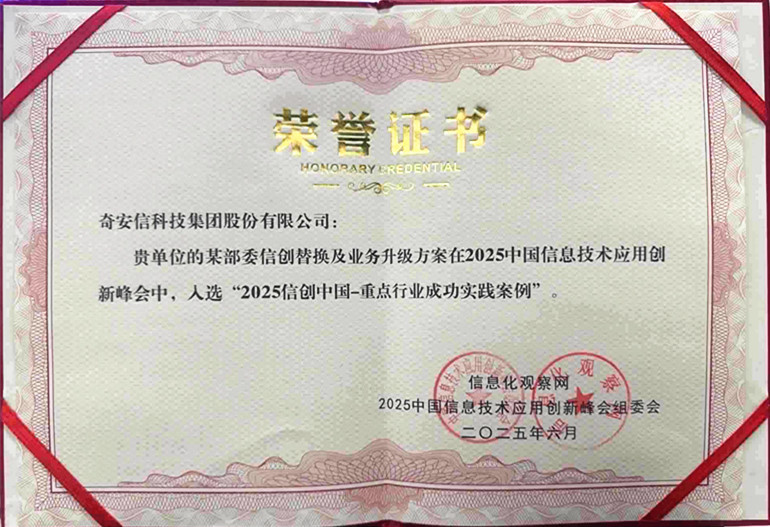 荣誉证书
HONORARY CREDENTIAL
奇安信科技集团股份有限公司：
贵单位的某部委信创替换及业务升级方案在2025中国信息技术应用创
新峰会中，入选“2025信创中国-重点行业成功实践案例”。
信息化观察网
2025中国信息技术应用创新峰会组委会
二〇二五年六月